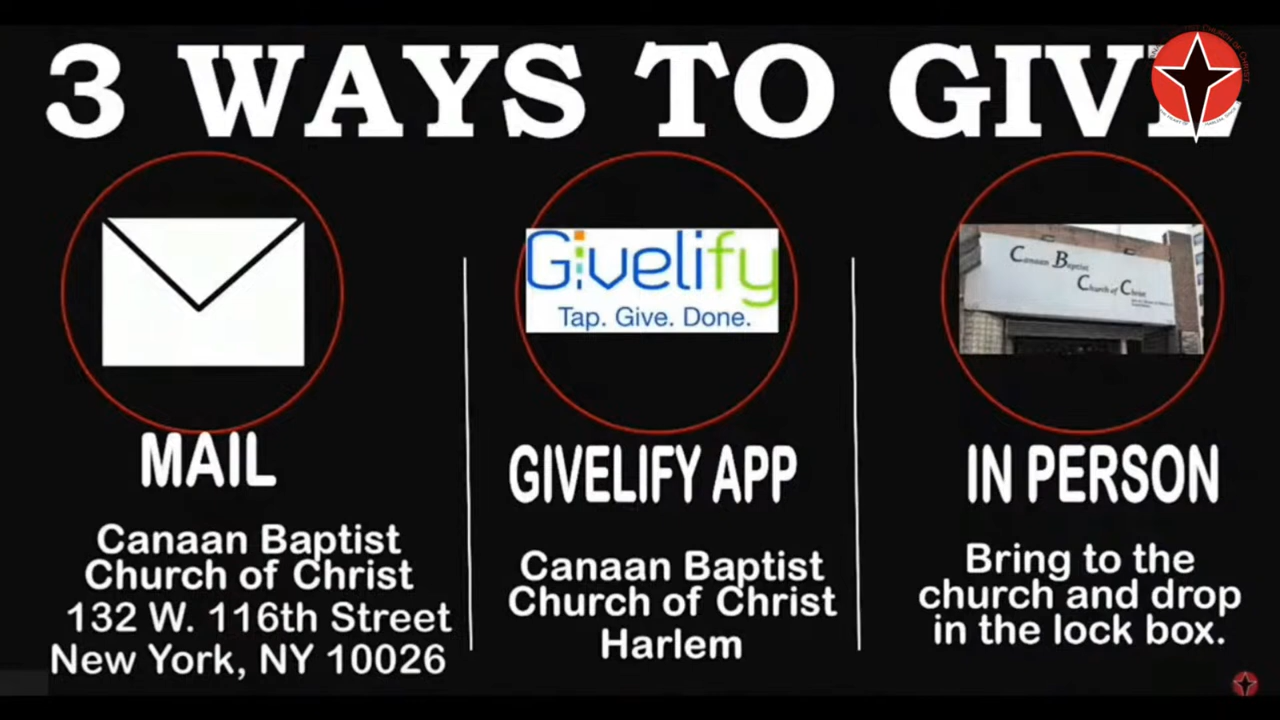 3 WAYS TO GIVE
Givelify
Tap. Give. Done.
Canaan Baptist
Church of Christ
MAIL
GIVELIFY APP
IN PERSON
Canaan Baptist
Church of Christ
132 W. 116th Street
New York, NY 10026
Canaan Baptist
Church of Christ
Harlem
Bring to the
church and drop
in the lock box.